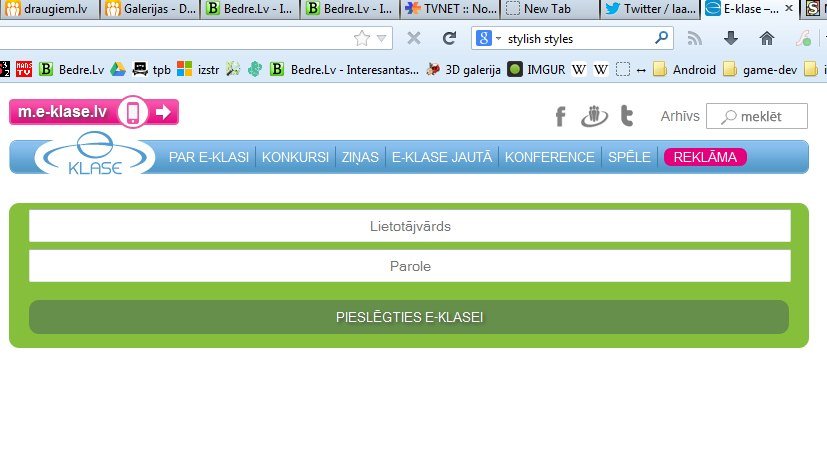 draugiem.lv Galerijas - D... Bedre.Lv - I... Bedre.Lv - I... TVNET :: No... New Tab Twitter / Iaa... E-klase –...
stylish styles
Bedre.Lv tpb izstr Bedre.Lv - Interesantas... 3D galerija IMGUR Android game-dev
m.e-klase.lv Arhīvs meklēt
E KLASE PAR E-KLASI KONKURSI ZIŅAS E-KLASE JAUTĀ KONFERENCE SPĒLE REKLĀMA
Lietotājvārds
Parole
PIESLĒGTIES E-KLASEI